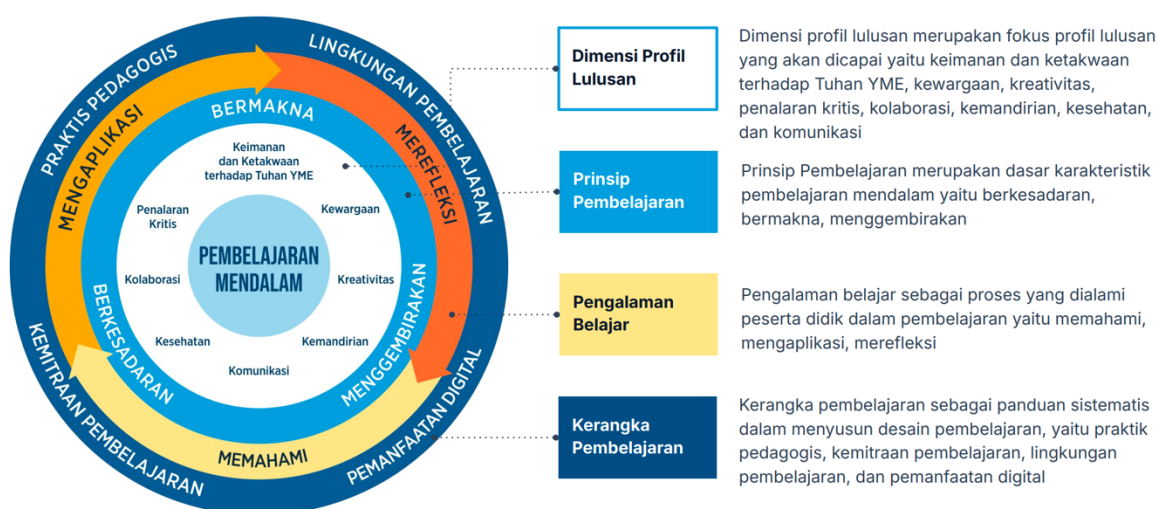 PRAKTIS PEDAGOGIS
LINGKUNGAN PEMBELAJARAN
KEMITRAAN PEMBELAJARAN
PEMANFAATAN DIGITAL
MENGAPLIKASI
MEREFLEKSI
MEMAHAMI
BERMAKNA
BERKESADARAN
MENGGEMBIRAKAN
Keimanan
dan Ketakwaan
terhadap Tuhan YME
Penalaran
Kritis
Kewargaan
Kolaborasi
Kreativitas
Kesehatan
Kemandirian
Komunikasi
PEMBELAJARAN
MENDALAM
Dimensi Profil
Lulusan
Dimensi profil lulusan merupakan fokus profil lulusan
yang akan dicapai yaitu keimanan dan ketakwaan
terhadap Tuhan YME, kewargaan, kreativitas,
penalaran kritis, kolaborasi, kemandirian, kesehatan,
dan komunikasi
Prinsip
Pembelajaran
Prinsip Pembelajaran merupakan dasar karakteristik
pembelajaran mendalam yaitu berkesadaran,
bermakna, menggembirakan
Pengalaman
Belajar
Pengalaman belajar sebagai proses yang dialami
peserta didik dalam pembelajaran yaitu memahami,
mengaplikasi, merefleksi
Kerangka
Pembelajaran
Kerangka pembelajaran sebagai panduan sistematis
dalam menyusun desain pembelajaran, yaitu praktik
pedagogis, kemitraan pembelajaran, lingkungan
pembelajaran, dan pemanfaatan digital